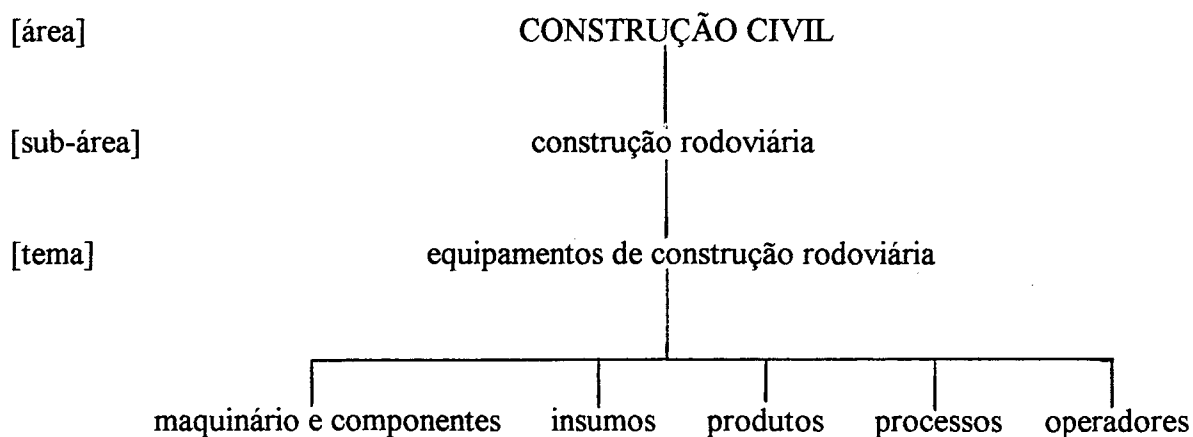 [área] CONSTRUÇÃO CIVIL
[sub-área] construção rodoviária
[tema] equipamentos de construção rodoviária
maquinário e componentes insumos produtos processos operadores